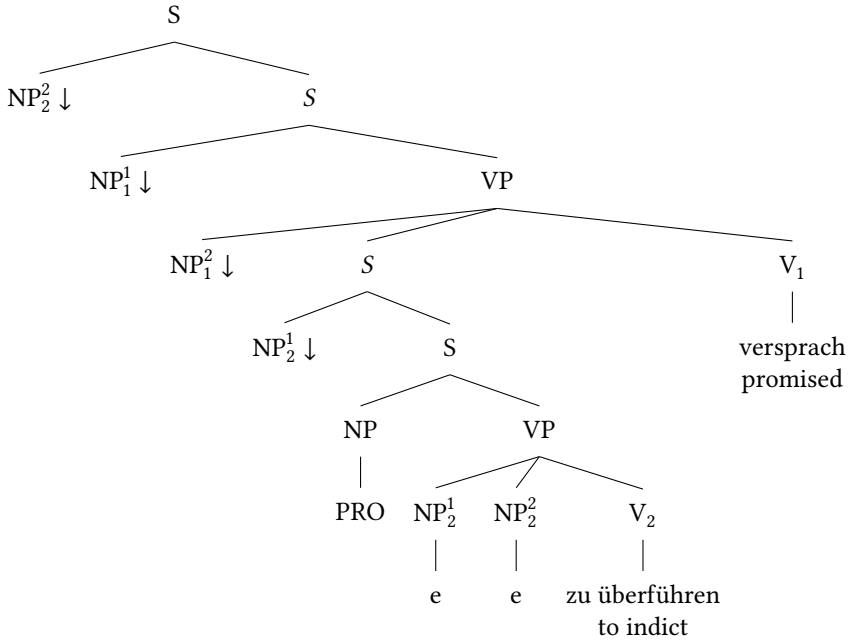 S
NP₂² ↓ S
NP₁¹ ↓ VP
NP₁² ↓ S V₁
NP₂¹ ↓ S versprach
promised
NP VP
PRO NP₂¹ NP₂² V₂
e e zu überführen
to indict